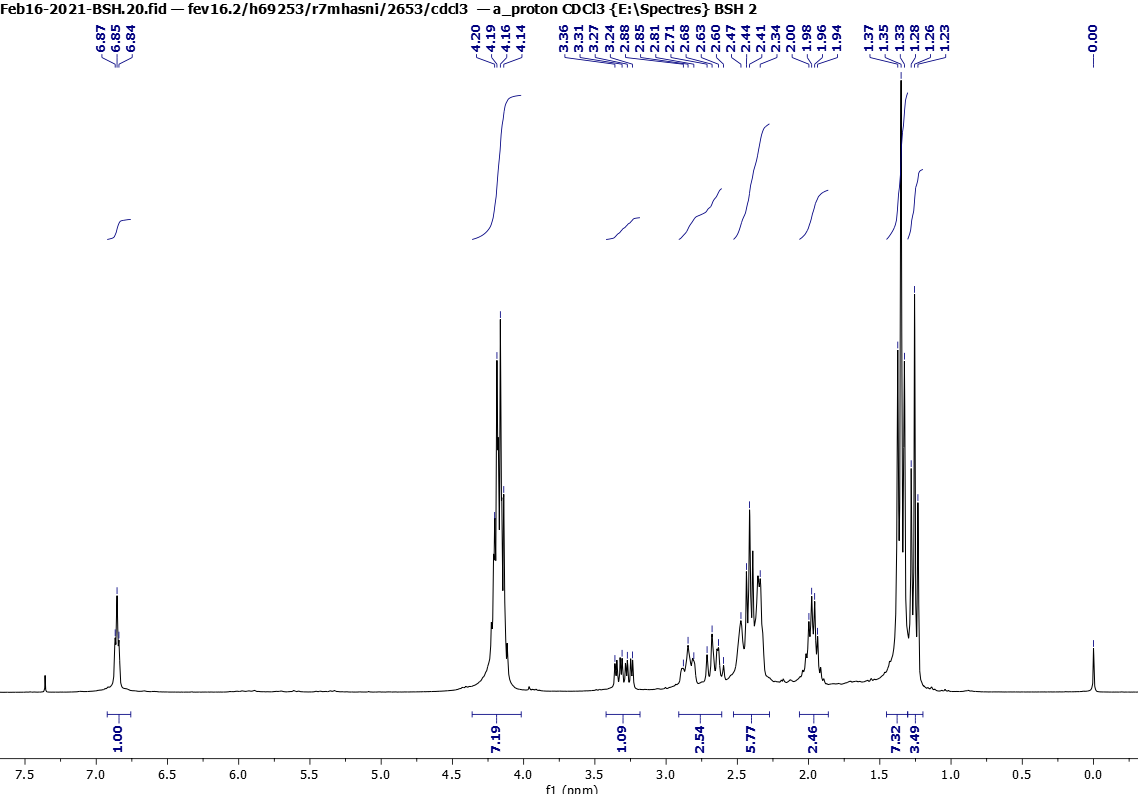 Feb16-2021-BSH.20.fid — fev16.2/h69253/r7mhasni/2653/cdcl3 — a_proton CDCl3 {E:\Spectres} BSH 2
6.87 6.85 6.84 4.20 4.19 4.16 4.14 3.36 3.31 3.27 3.24 2.88 2.85 2.81 2.71 2.68 2.63 2.60 2.47 2.44 2.41 2.34 2.00 1.98 1.96 1.94 1.37 1.35 1.33 1.28 1.26 1.23 0.00
1.00 7.19 1.09 2.54 5.77 2.46 7.32 3.49
7.5 7.0 6.5 6.0 5.5 5.0 4.5 4.0 3.5 3.0 2.5 2.0 1.5 1.0 0.5 0.0
f1 (ppm)